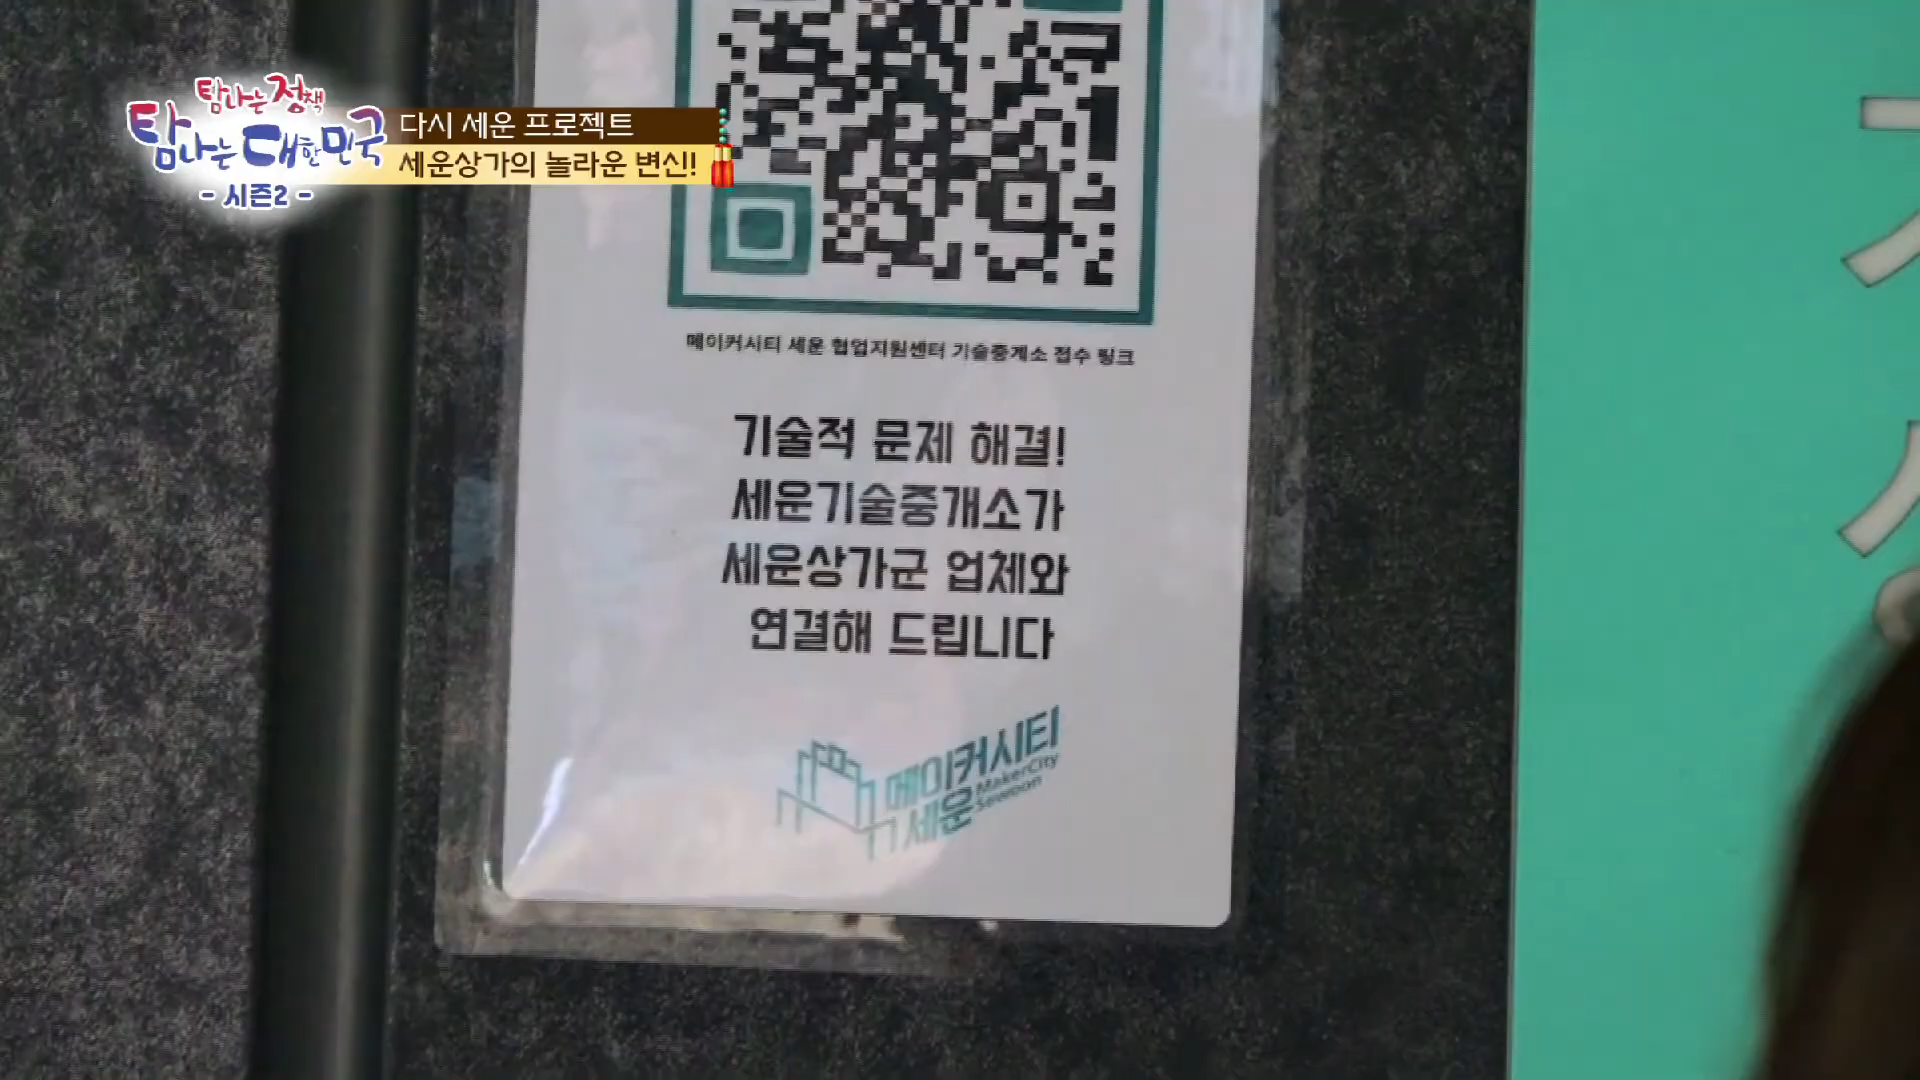 탐나는 정책
탐나는 대한민국
- 시즌2 -
다시 세운 프로젝트
세운상가의 놀라운 변신!
메이커시티 세운 협업지원센터 기술중개소 접수 링크
기술적 문제 해결!
세운기술중개소가
세운상가군 업체와
연결해 드립니다
메이커시티
MakerCity
세운
Sewoon